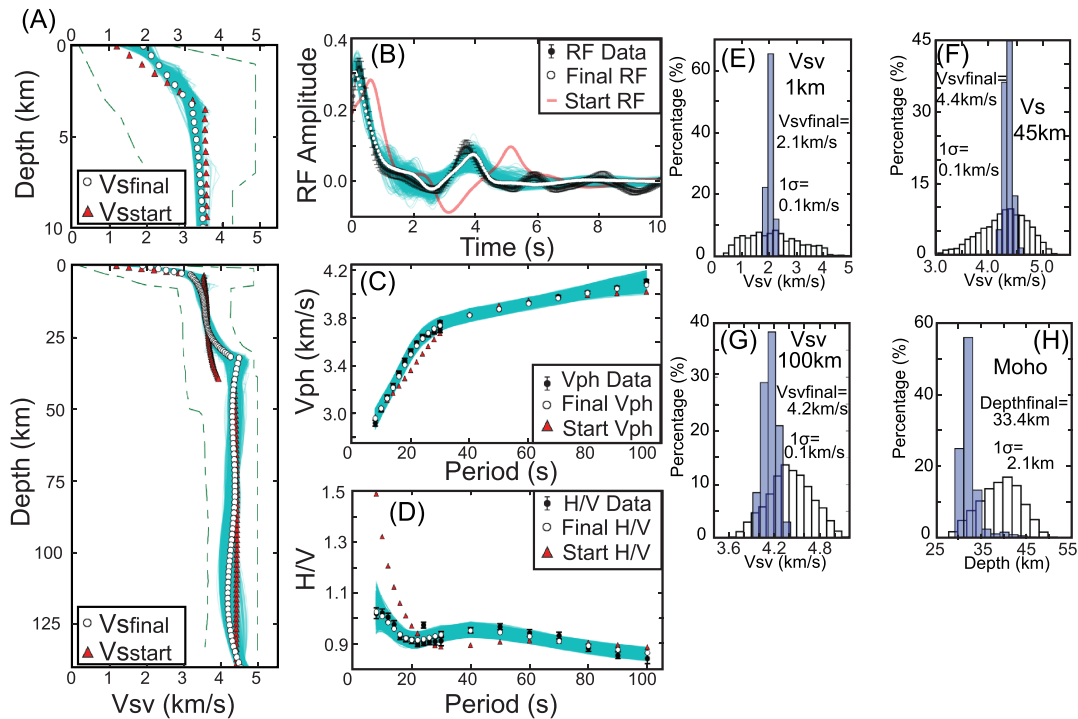 (A)
0 1 2 3 4 5
0
5
10
Depth (km)
Vsfinal
Vsstart
0 1 2 3 4 5
0
25
50
75
100
125
Depth (km)
Vsfinal
Vsstart
0 1 2 3 4 5
Vsv (km/s)
(B)
RF Data
Final RF
Start RF
0.4
0.3
0.2
0.1
0.0
RF Amplitude
0 2 4 6 8 10
Time (s)
(C)
4.2
3.8
3.4
3.0
Vph (km/s)
Vph Data
Final Vph
Start Vph
0 20 40 60 80 100
Period (s)
(D)
1.5
1.3
1.1
1.0
0.9
H/V
H/V Data
Final H/V
Start H/V
0 20 40 60 80 100
Period (s)
(E)
Vsv
1km
Vsvfinal=
2.1km/s
1σ=
0.1km/s
60
40
20
0
Percentage (%)
0 1 2 3 4 5
Vsv (km/s)
(F)
Vsvfinal=
4.4km/s
Vs
45km
1σ=
0.1km/s
45
30
15
0
Percentage (%)
3.0 4.0 5.0
Vsv (km/s)
(G)
Vsv
100km
Vsvfinal=
4.2km/s
1σ=
0.1km/s
40
30
20
10
0
Percentage (%)
3.6 4.2 4.8
Vsv (km/s)
(H)
Moho
Depthfinal=
33.4km
1σ=
2.1km
60
40
20
0
Percentage (%)
25 35 45 55
Depth (km)